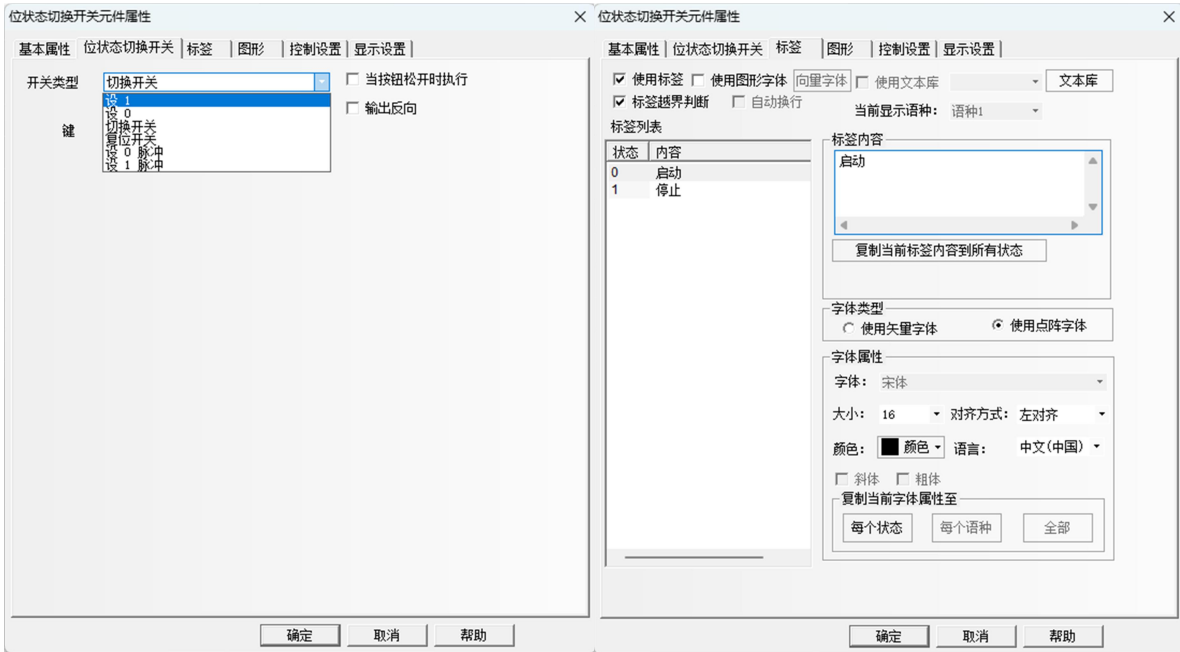 位状态切换开关元件属性
基本属性 位状态切换开关 标签 图形 控制设置 显示设置
开关类型 切换开关 当按钮松开时执行
设 1
设 0
切换开关
复位开关
设 0 脉冲
设 1 脉冲
输出反向
键
确定 取消 帮助
位状态切换开关元件属性
基本属性 位状态切换开关 标签 图形 控制设置 显示设置
使用标签 使用图形字体 向量字体 使用文本库 文本库
标签越界判断 自动换行 当前显示语种: 语种1
标签列表
状态 内容
0 启动
1 停止
标签内容
启动
复制当前标签内容到所有状态
字体类型
使用矢量字体 使用点阵字体
字体属性
字体: 宋体
大小: 16 对齐方式: 左对齐
颜色: 颜色 语言: 中文(中国)
斜体 粗体
复制当前字体属性至
每个状态 每个语种 全部
确定 取消 帮助